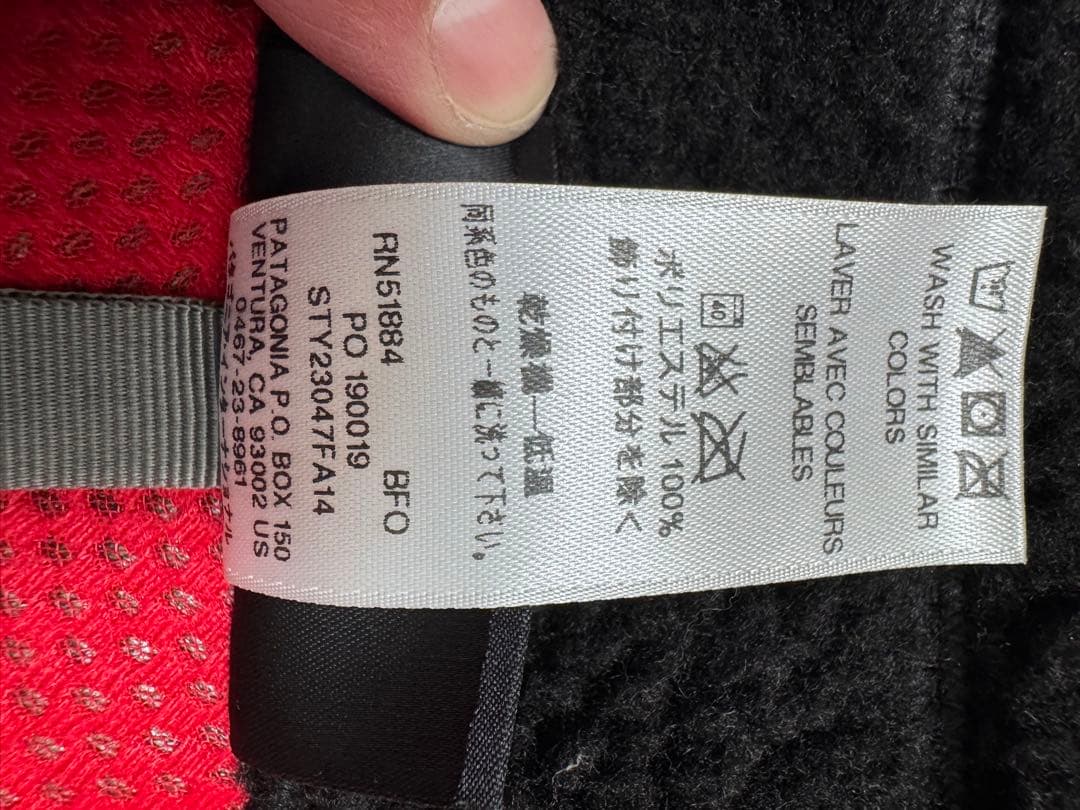 WASH WITH SIMILAR
COLORS
LAVER AVEC COULEURS
SEMBLABLES
40
ポリエステル 100%
飾り付け部分を除く
乾燥機―低温
同系色のものと一緒に洗って下さい。
RN51884 BFO
PO 190019
STY23047FA14
PATAGONIA P.O. BOX 150
VENTURA, CA 93002 US
0467-23-8961